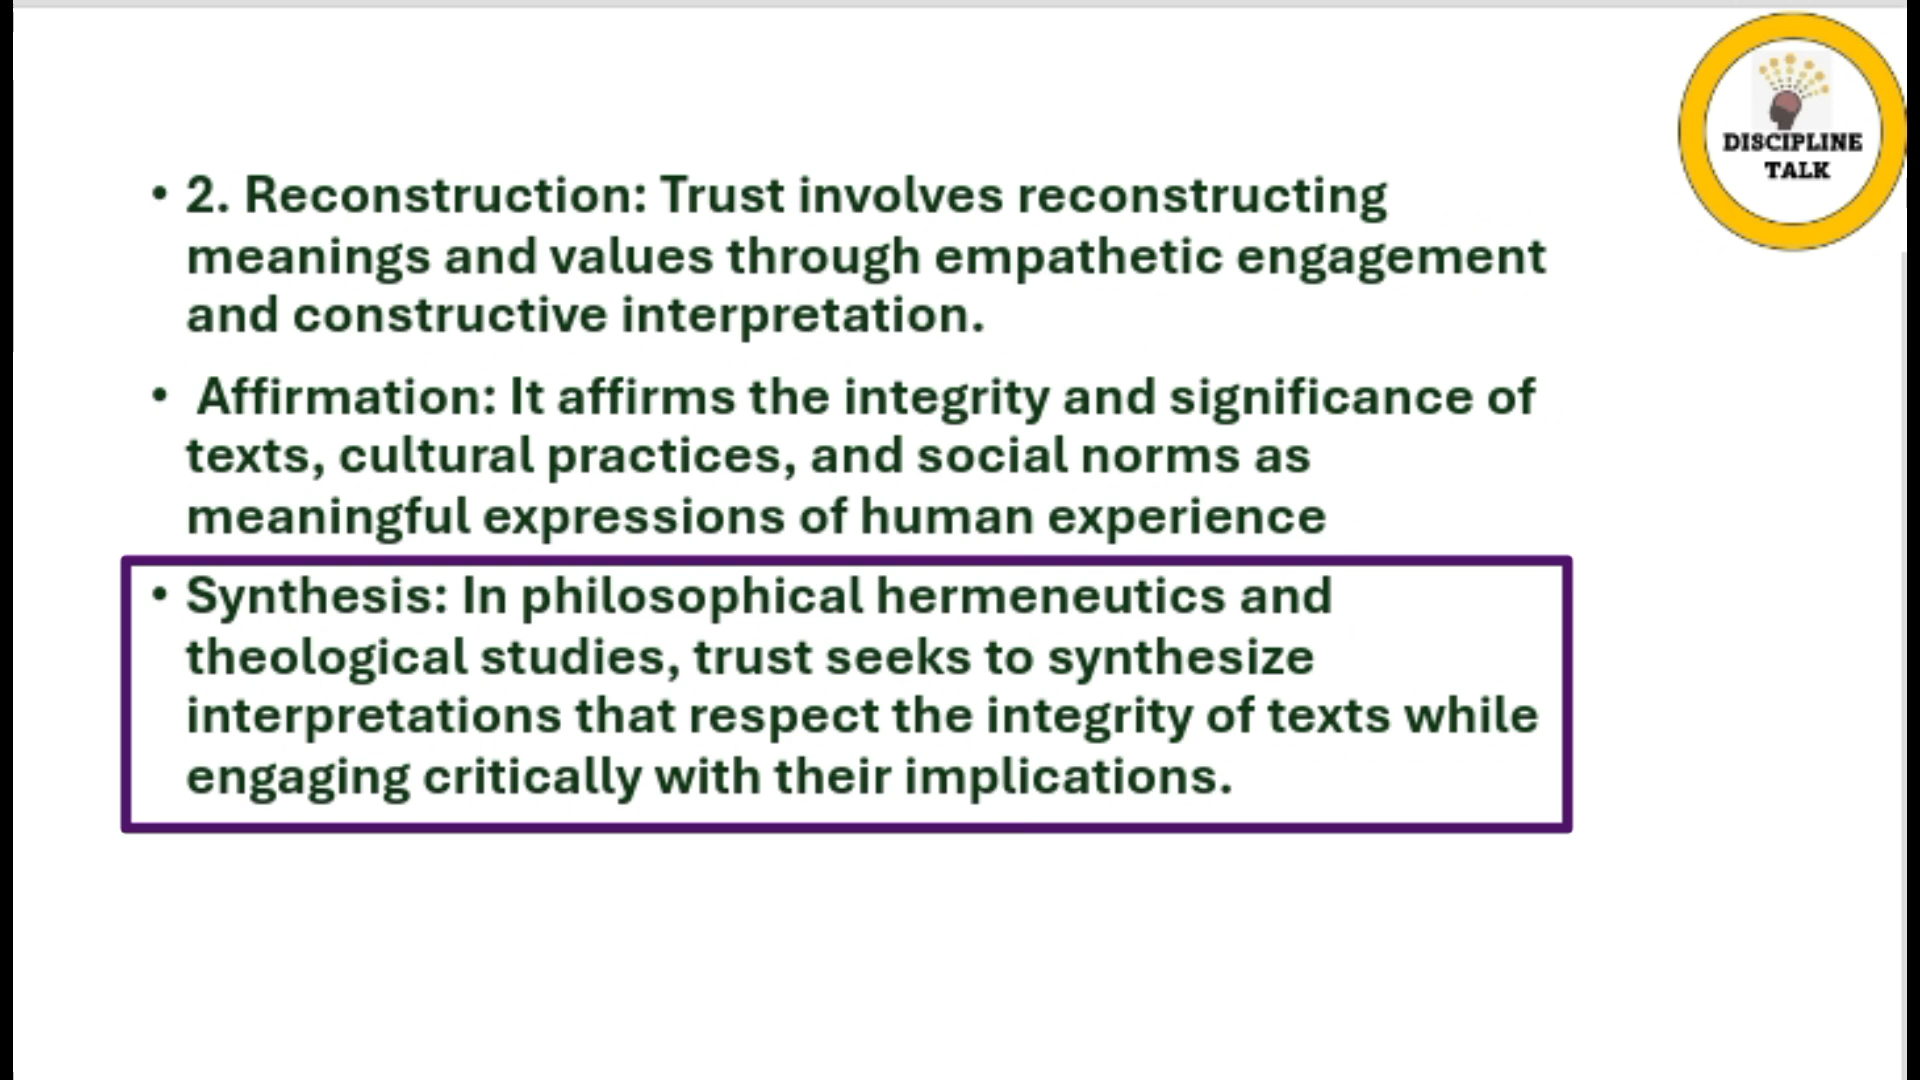 DISCIPLINE
TALK
• 2. Reconstruction: Trust involves reconstructing
meanings and values through empathetic engagement
and constructive interpretation.
• Affirmation: It affirms the integrity and significance of
texts, cultural practices, and social norms as
meaningful expressions of human experience
• Synthesis: In philosophical hermeneutics and
theological studies, trust seeks to synthesize
interpretations that respect the integrity of texts while
engaging critically with their implications.